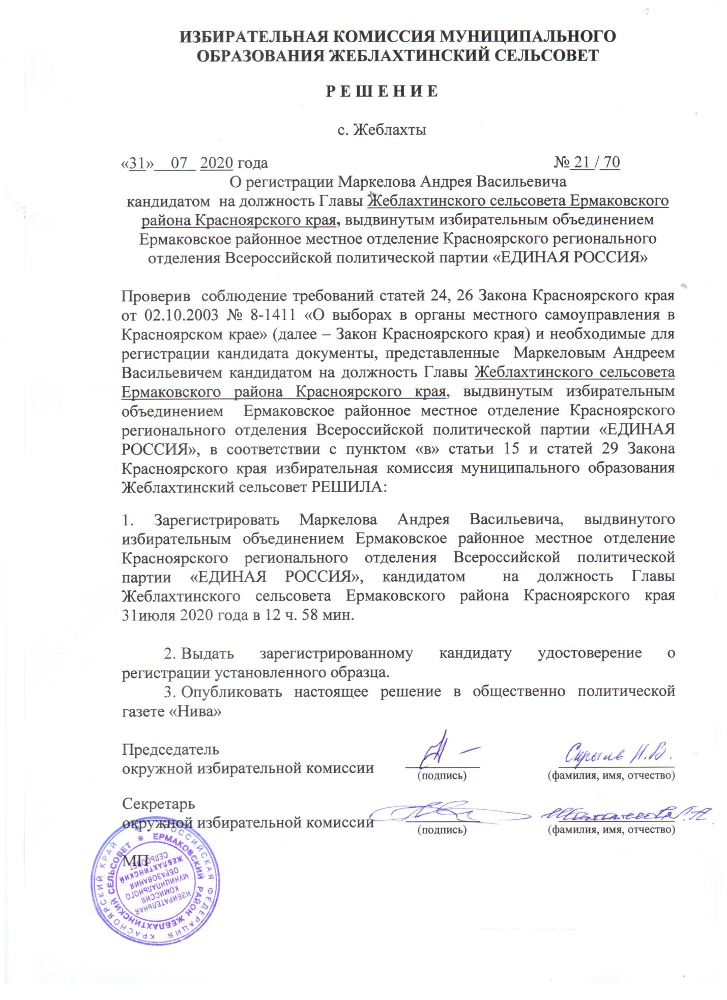 ИЗБИРАТЕЛЬНАЯ КОМИССИЯ МУНИЦИПАЛЬНОГО
ОБРАЗОВАНИЯ ЖЕБЛАХТИНСКИЙ СЕЛЬСОВЕТ
Р Е Ш Е Н И Е
с. Жеблахты
«31» 07 2020 года № 21 / 70
О регистрации Маркелова Андрея Васильевича
кандидатом на должность Главы Жеблахтинского сельсовета Ермаковского
района Красноярского края, выдвинутым избирательным объединением
Ермаковское районное местное отделение Красноярского регионального
отделения Всероссийской политической партии «ЕДИНАЯ РОССИЯ»
Проверив соблюдение требований статей 24, 26 Закона Красноярского края
от 02.10.2003 № 8-1411 «О выборах в органы местного самоуправления в
Красноярском крае» (далее – Закон Красноярского края) и необходимые для
регистрации кандидата документы, представленные Маркеловым Андреем
Васильевичем кандидатом на должность Главы Жеблахтинского сельсовета
Ермаковского района Красноярского края, выдвинутым избирательным
объединением Ермаковское районное местное отделение Красноярского
регионального отделения Всероссийской политической партии «ЕДИНАЯ
РОССИЯ», в соответствии с пунктом «в» статьи 15 и статей 29 Закона
Красноярского края избирательная комиссия муниципального образования
Жеблахтинский сельсовет РЕШИЛА:
1. Зарегистрировать Маркелова Андрея Васильевича, выдвинутого
избирательным объединением Ермаковское районное местное отделение
Красноярского регионального отделения Всероссийской политической
партии «ЕДИНАЯ РОССИЯ», кандидатом на должность Главы
Жеблахтинского сельсовета Ермаковского района Красноярского края
31июля 2020 года в 12 ч. 58 мин.
2. Выдать зарегистрированному кандидату удостоверение о
регистрации установленного образца.
3. Опубликовать настоящее решение в общественно политической
газете «Нива»
Председатель
окружной избирательной комиссии Н.В.
(подпись) (фамилия, имя, отчество)
Секретарь
окружной избирательной комиссии
(подпись) (фамилия, имя, отчество)
МП
РОССИЙСКАЯ ФЕДЕРАЦИЯ КРАСНОЯРСКИЙ КРАЙ
ЕРМАКОВСКИЙ РАЙОН ЖЕБЛАХТИНСКИЙ СЕЛЬСОВЕТ
ИЗБИРАТЕЛЬНАЯ
КОМИССИЯ
МУНИЦИПАЛЬНОГО
ОБРАЗОВАНИЯ
ЖЕБЛАХТИНСКИЙ
СЕЛЬСОВЕТ